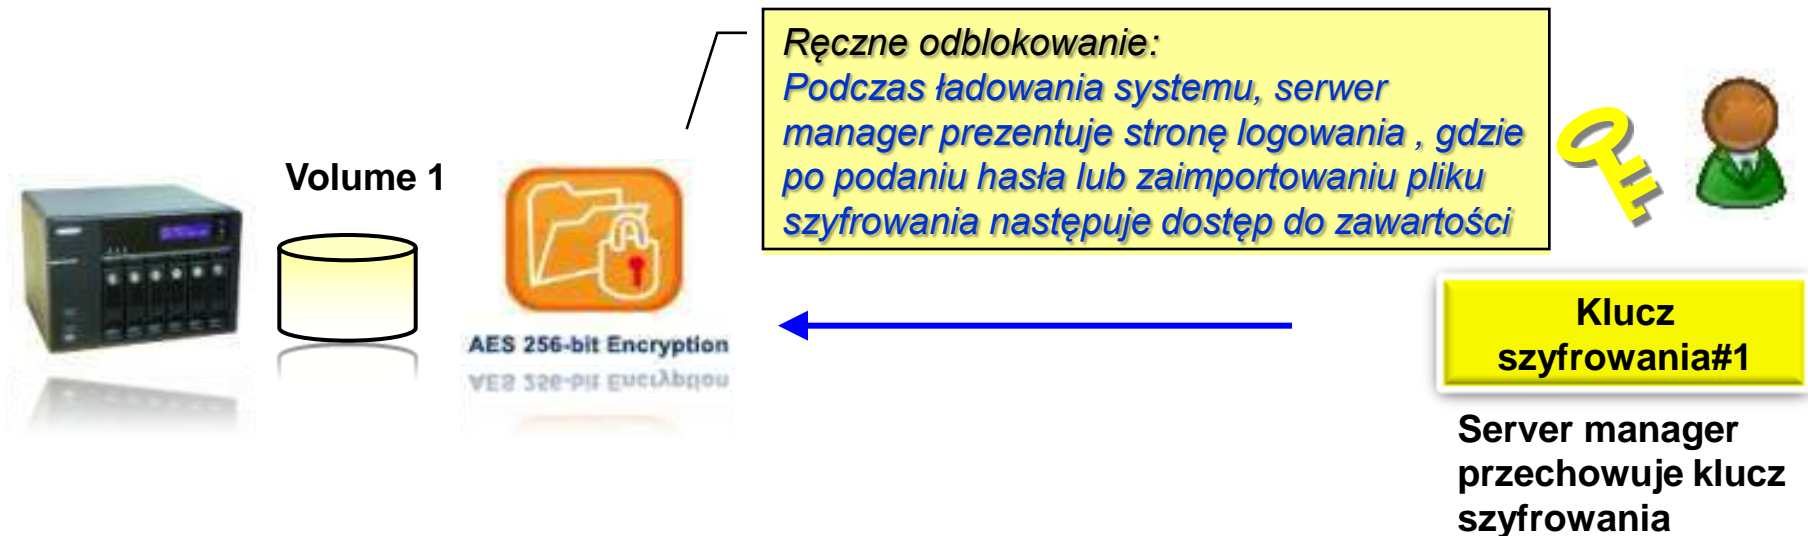 Ręczne odblokowanie:
Podczas ładowania systemu, serwer
manager prezentuje stronę logowania , gdzie
po podaniu hasła lub zaimportowaniu pliku
szyfrowania następuje dostęp do zawartości
Volume 1
AES 256-bit Encryption
Klucz
szyfrowania#1
Server manager
przechowuje klucz
szyfrowania